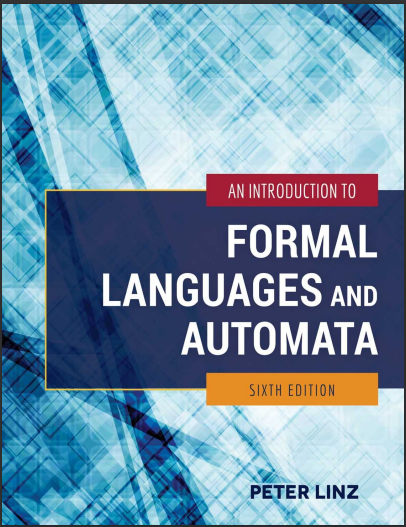 AN INTRODUCTION TO
FORMAL
LANGUAGES AND
AUTOMATA
SIXTH EDITION
PETER LINZ